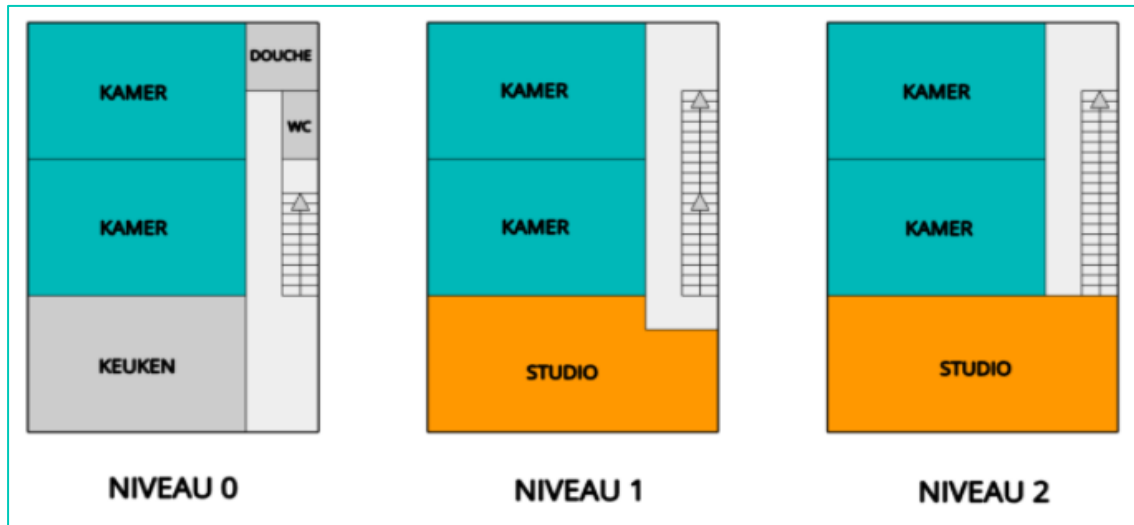 KAMER
DOUCHE
WC
KAMER
KEUKEN
NIVEAU 0
KAMER
KAMER
STUDIO
NIVEAU 1
KAMER
KAMER
STUDIO
NIVEAU 2